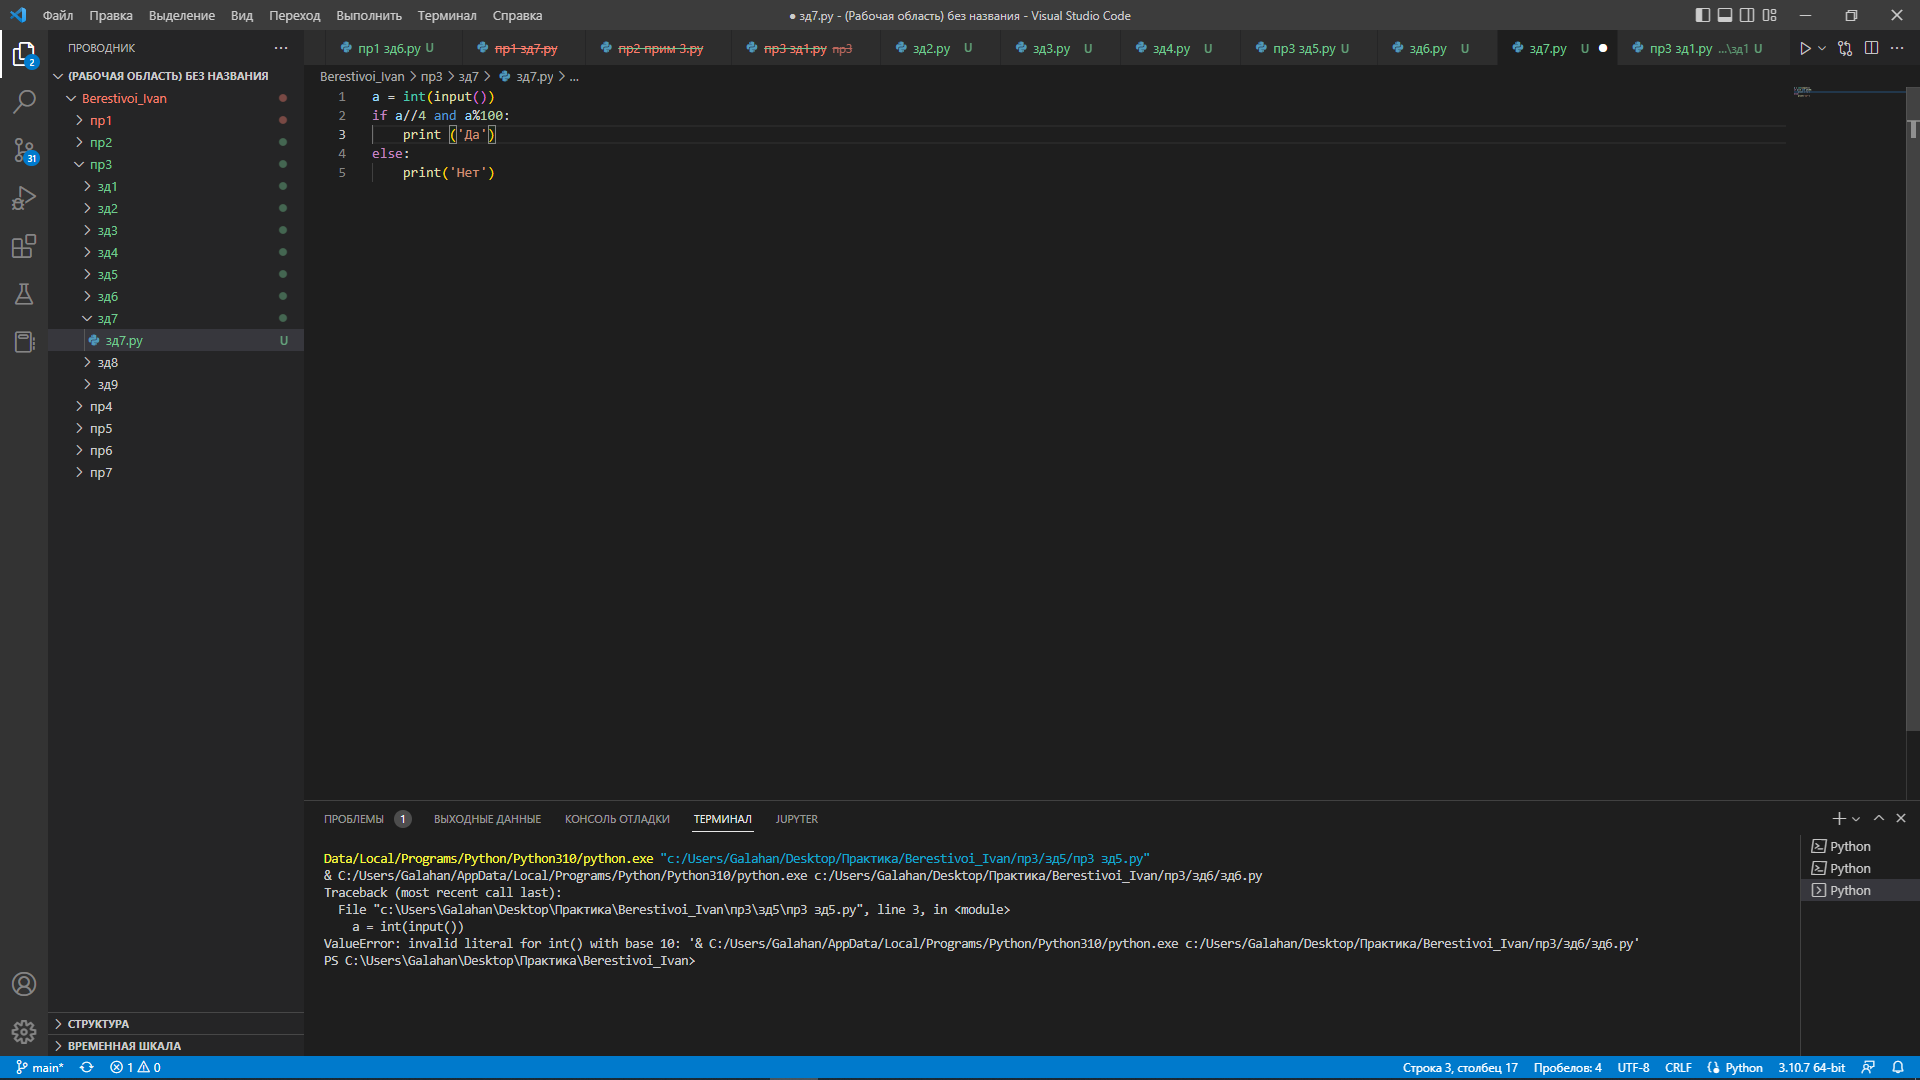 Файл Правка Выделение Вид Переход Выполнить Терминал Справка
● зд7.py - (Рабочая область) без названия - Visual Studio Code
ПРОВОДНИК
пр1 зд6.py U пр1 зд7.py пр2 прим 3.py пр3 зд1.py пр3 зд2.py U зд3.py U зд4.py U пр3 зд5.py U зд6.py U зд7.py U пр3 зд1.py ...\зд1 U
(РАБОЧАЯ ОБЛАСТЬ) БЕЗ НАЗВАНИЯ
Berestivoi_Ivan
пр1
пр2
пр3
зд1
зд2
зд3
зд4
зд5
зд6
зд7
зд7.py U
зд8
зд9
пр4
пр5
пр6
пр7
СТРУКТУРА
ВРЕМЕННАЯ ШКАЛА
2
31
Berestivoi_Ivan > пр3 > зд7 > зд7.py > ...
1 a = int(input())
2 if a//4 and a%100:
3 print ('Да')
4 else:
5 print('Нет')
ПРОБЛЕМЫ 1 ВЫХОДНЫЕ ДАННЫЕ КОНСОЛЬ ОТЛАДКИ ТЕРМИНАЛ JUPYTER
Data/Local/Programs/Python/Python310/python.exe "c:/Users/Galahan/Desktop/Практика/Berestivoi_Ivan/пр3/зд5/пр3 зд5.py"
& C:/Users/Galahan/AppData/Local/Programs/Python/Python310/python.exe c:/Users/Galahan/Desktop/Практика/Berestivoi_Ivan/пр3/зд6/зд6.py
Traceback (most recent call last):
File "c:\Users\Galahan\Desktop\Практика\Berestivoi_Ivan\пр3\зд5\пр3 зд5.py", line 3, in <module>
a = int(input())
ValueError: invalid literal for int() with base 10: '& C:/Users/Galahan/AppData/Local/Programs/Python/Python310/python.exe c:/Users/Galahan/Desktop/Практика/Berestivoi_Ivan/пр3/зд6/зд6.py'
PS C:\Users\Galahan\Desktop\Практика\Berestivoi_Ivan>
Python
Python
Python
main* 1 0
Строка 3, столбец 17 Пробелов: 4 UTF-8 CRLF Python 3.10.7 64-bit